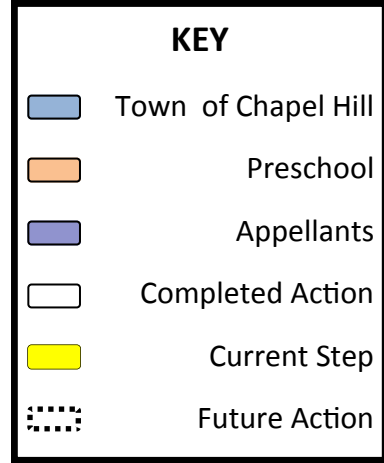 KEY
Town of Chapel Hill
Preschool
Appellants
Completed Action
Current Step
Future Action